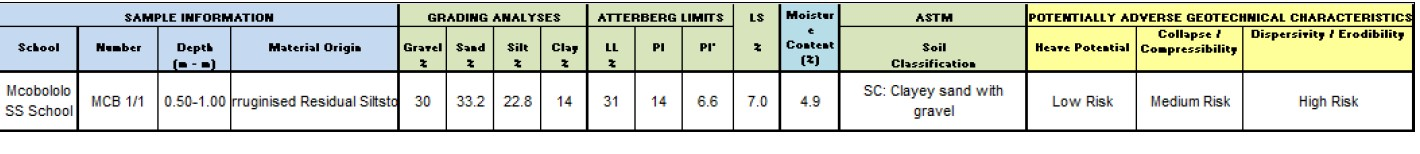 SAMPLE INFORMATION GRADING ANALYSES ATTERBERG LIMITS LS Moistur ASTM POTENTIALLY ADVERSE GEOTECHNICAL CHARACTERISTICS
School Number Depth Material Origin Gravel Sand Silt Clay LL PI PI' % e Content Soil Heave Potential Collapse / Dispersivity / Erodibility
(m - m) % % % % % (%) Classification Compressibility
Mcobololo MCB 1/1 0.50-1.00 rruginised Residual Siltsto 30 33.2 22.8 14 31 14 6.6 7.0 4.9 SC: Clayey sand with Low Risk Medium Risk High Risk
SS School gravel